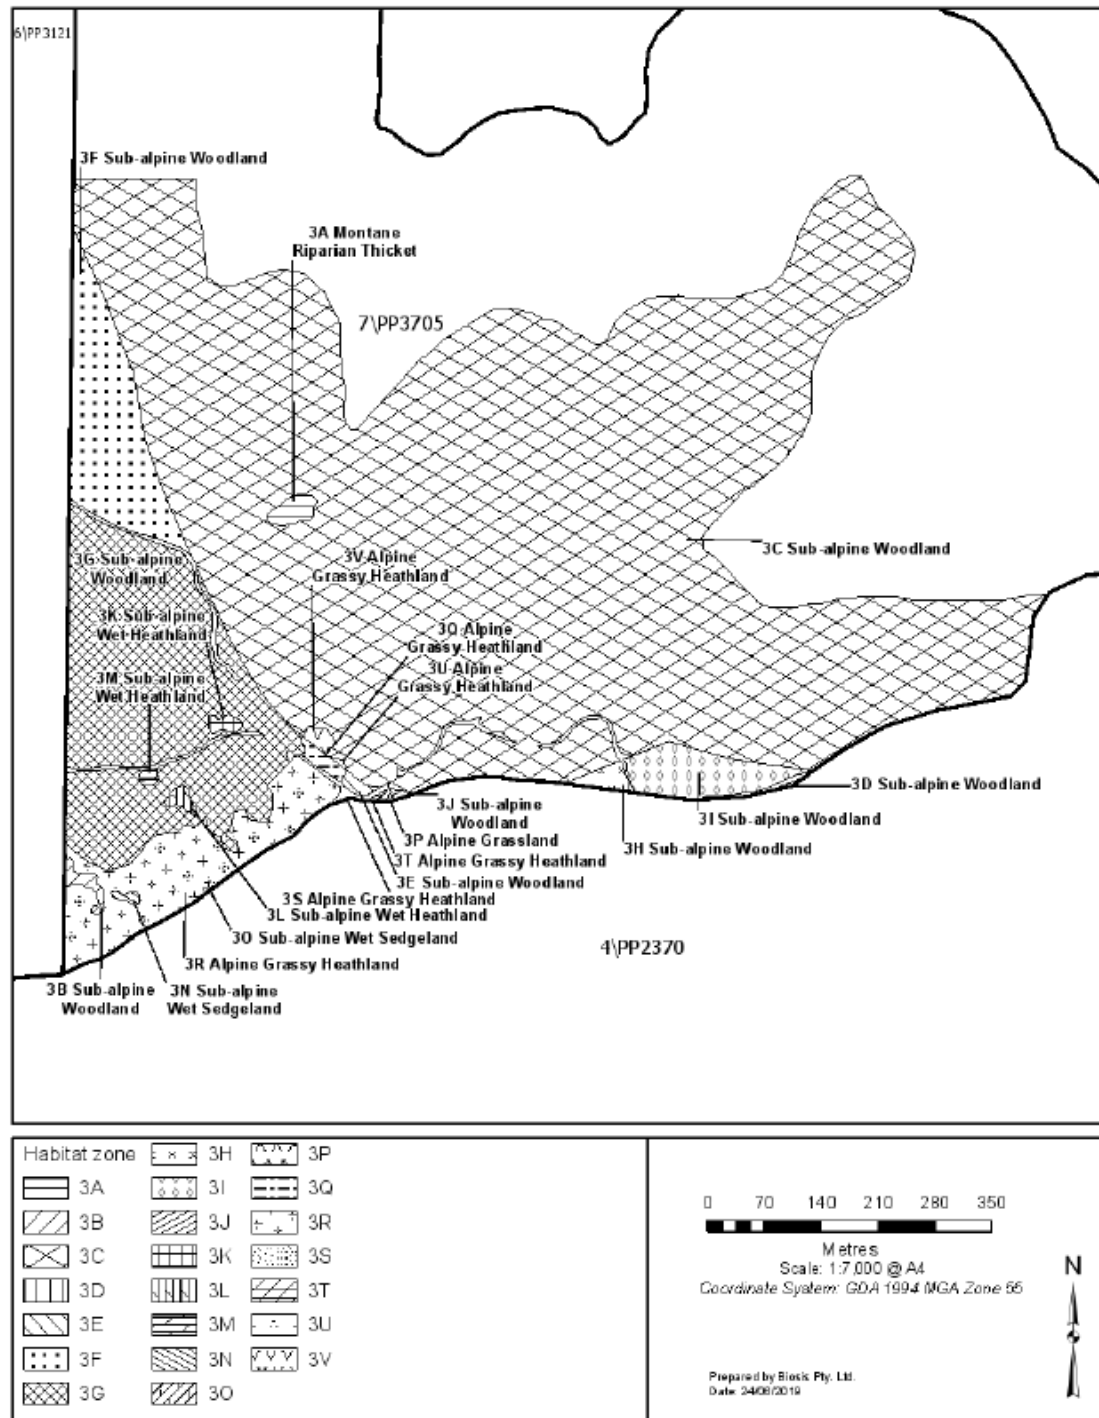 6\PP3121
3F Sub-alpine Woodland
3A Montane
Riparian Thicket
7\PP3705
3C Sub-alpine Woodland
3V Alpine
Grassy Heathland
3G Sub-alpine
Woodland
3K Sub-alpine
Wet Heathland
3Q Alpine
Grassy Heathland
3U Alpine
Grassy Heathland
3M Sub-alpine
Wet Heathland
3D Sub-alpine Woodland
3J Sub-alpine
Woodland
3I Sub-alpine Woodland
3P Alpine Grassland
3H Sub-alpine Woodland
3T Alpine Grassy Heathland
3E Sub-alpine Woodland
3S Alpine Grassy Heathland
3L Sub-alpine Wet Heathland
3O Sub-alpine Wet Sedgeland
4\PP2370
3R Alpine Grassy Heathland
3B Sub-alpine
Woodland
3N Sub-alpine
Wet Sedgeland
Habitat zone
3A
3B
3C
3D
3E
3F
3G
3H
3I
3J
3K
3L
3M
3N
3O
3P
3Q
3R
3S
3T
3U
3V
0 70 140 210 280 350
Metres
Scale: 1:7,000 @ A4
Coordinate System: GDA 1994 MGA Zone 55
N
Prepared by Biosis Pty. Ltd.
Date: 24/06/2019